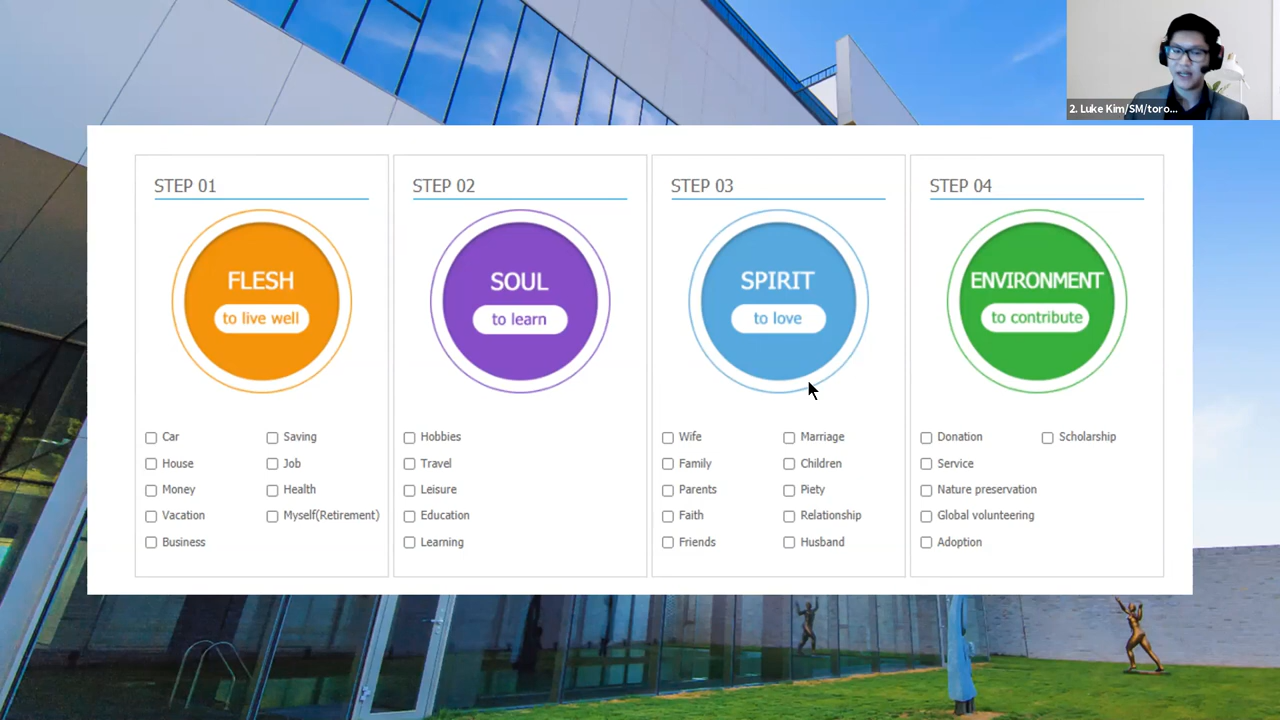 2. Luke Kim/SM/toro...
STEP 01
FLESH
to live well
Car
House
Money
Vacation
Business
Saving
Job
Health
Myself(Retirement)
STEP 02
SOUL
to learn
Hobbies
Travel
Leisure
Education
Learning
STEP 03
SPIRIT
to love
Wife
Family
Parents
Faith
Friends
Marriage
Children
Piety
Relationship
Husband
STEP 04
ENVIRONMENT
to contribute
Donation
Service
Nature preservation
Global volunteering
Adoption
Scholarship